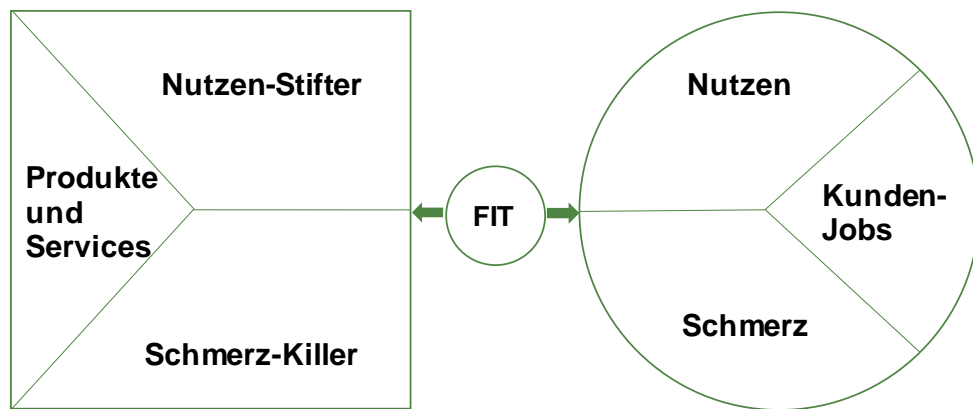 Nutzen-Stifter
Produkte
und
Services
Schmerz-Killer
FIT
Nutzen
Kunden-
Jobs
Schmerz